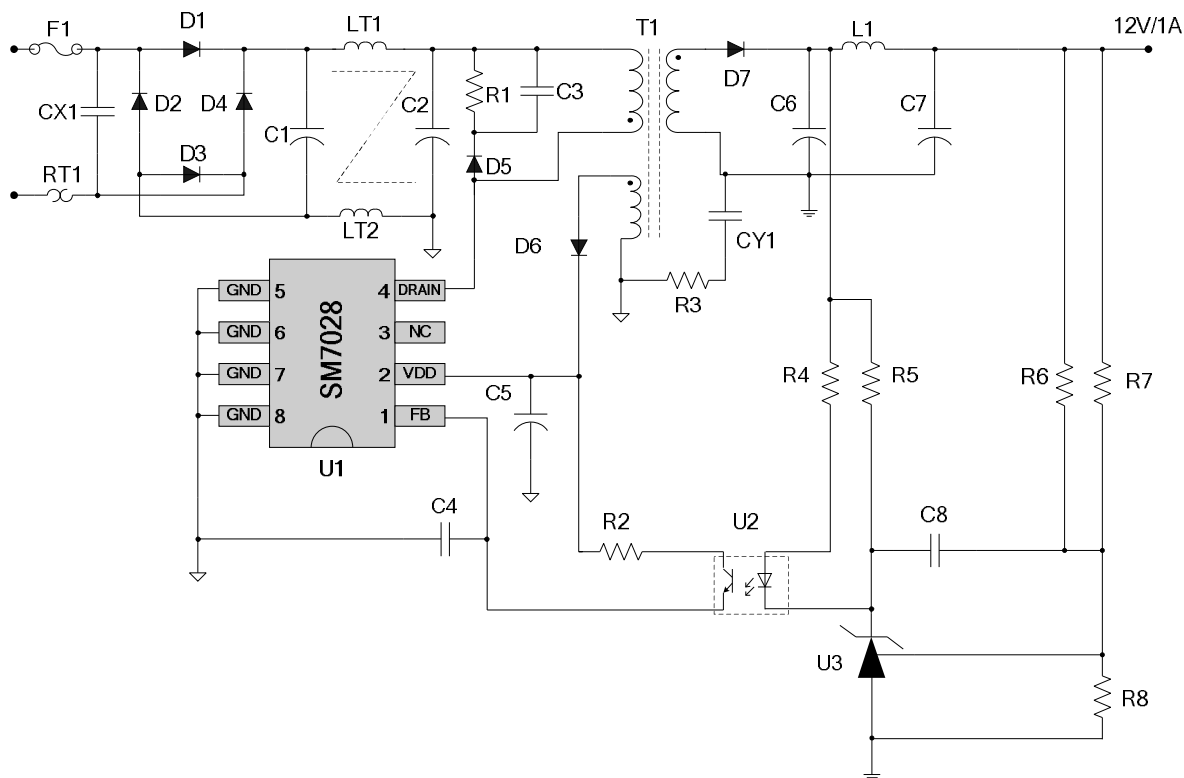 F1
D1
LT1
T1
L1
12V/1A
D7
CX1
D2
D4
C1
C2
R1
C3
C6
C7
D3
D5
RT1
LT2
D6
CY1
R3
GND 5 4 DRAIN
GND 6 3 NC
GND 7 2 VDD
GND 8 1 FB
SM7028
U1
C5
R4
R5
R6
R7
C4
R2
U2
C8
U3
R8